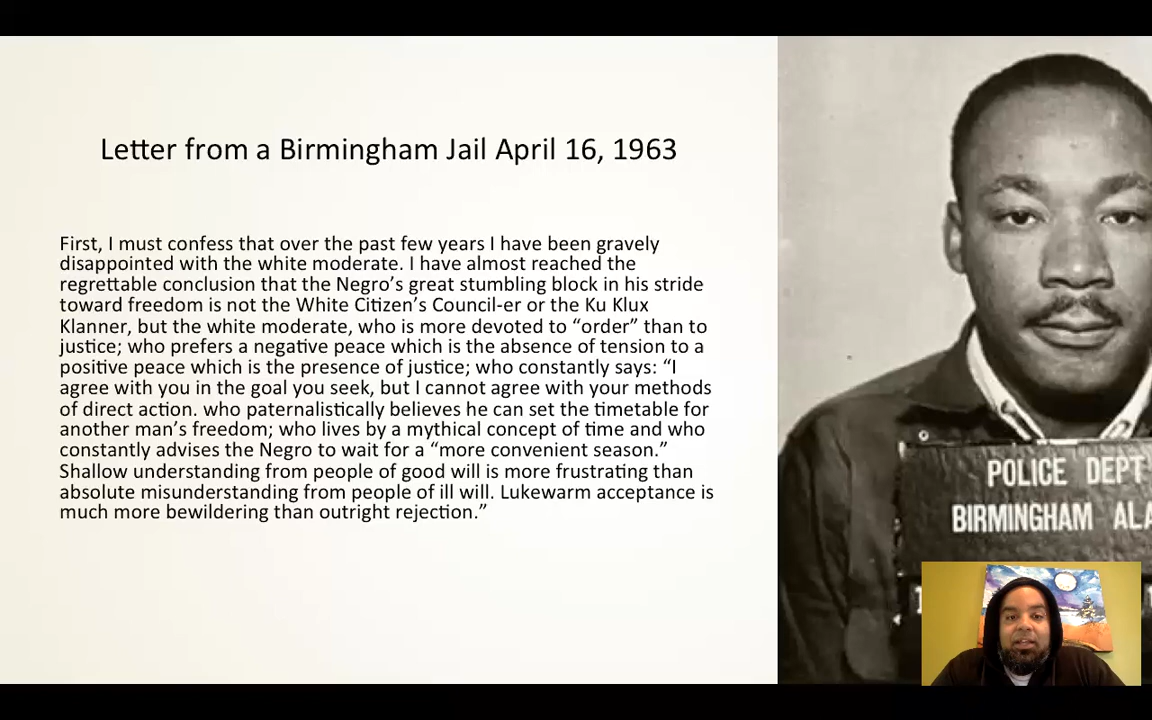 Letter from a Birmingham Jail April 16, 1963
First, I must confess that over the past few years I have been gravely
disappointed with the white moderate. I have almost reached the
regrettable conclusion that the Negro’s great stumbling block in his stride
toward freedom is not the White Citizen’s Council-er or the Ku Klux
Klanner, but the white moderate, who is more devoted to “order” than to
justice; who prefers a negative peace which is the absence of tension to a
positive peace which is the presence of justice; who constantly says: “I
agree with you in the goal you seek, but I cannot agree with your methods
of direct action. who paternalistically believes he can set the timetable for
another man’s freedom; who lives by a mythical concept of time and who
constantly advises the Negro to wait for a “more convenient season.”
Shallow understanding from people of good will is more frustrating than
absolute misunderstanding from people of ill will. Lukewarm acceptance is
much more bewildering than outright rejection.”
POLICE DEPT
BIRMINGHAM ALA